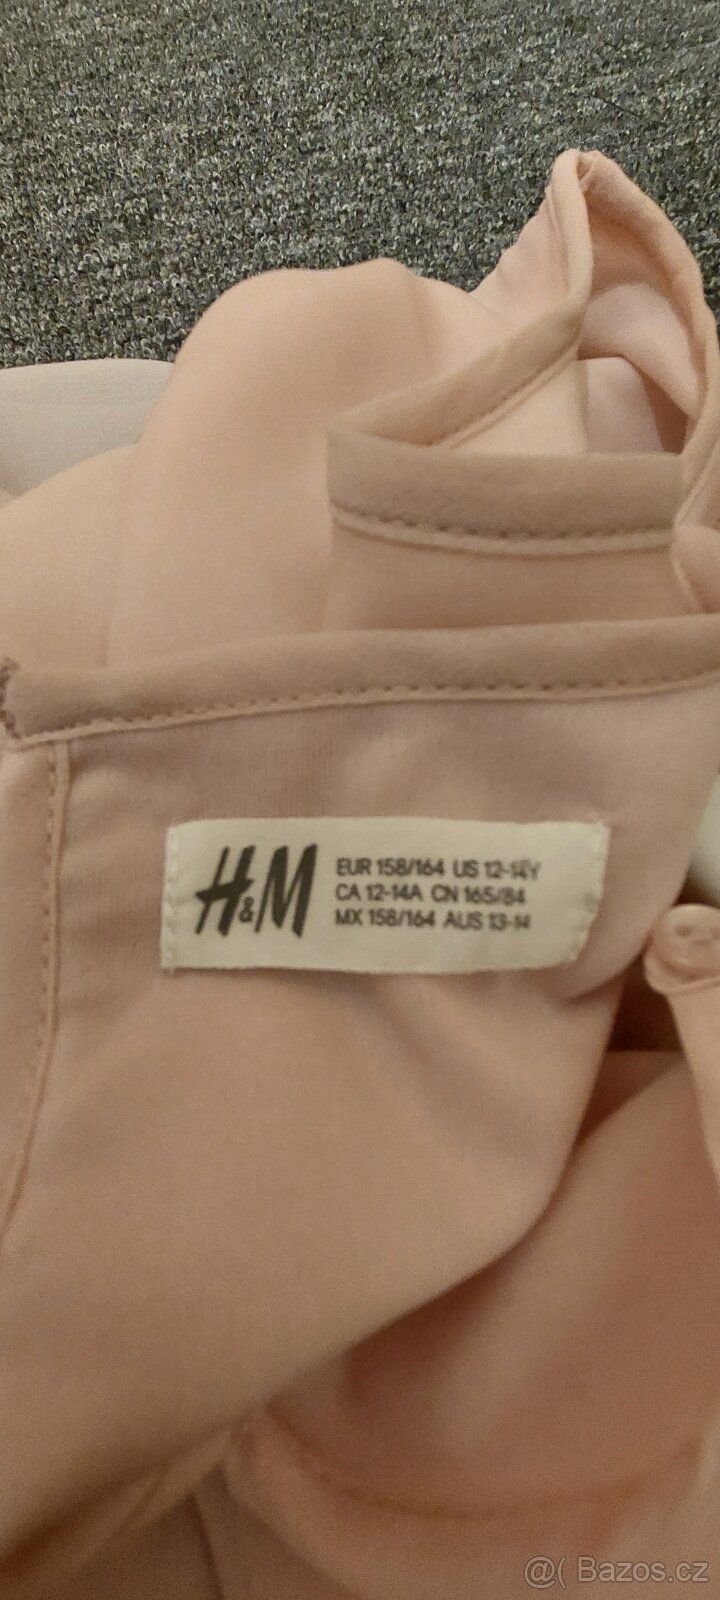 H&M
EUR 158/164 US 12-14Y
CA 12-14A CN 165/84
MX 158/164 AUS 13-14
@( Bazos.cz